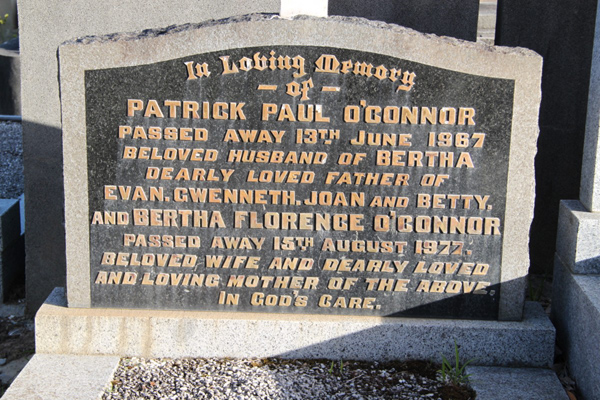 In Loving Memory
– of –
PATRICK PAUL O'CONNOR
PASSED AWAY 13TH JUNE 1967
BELOVED HUSBAND OF BERTHA
DEARLY LOVED FATHER OF
EVAN, GWENNETH, JOAN AND BETTY.
AND BERTHA FLORENCE O'CONNOR
PASSED AWAY 15TH AUGUST 1977.
BELOVED WIFE AND DEARLY LOVED
AND LOVING MOTHER OF THE ABOVE.
IN GOD'S CARE.